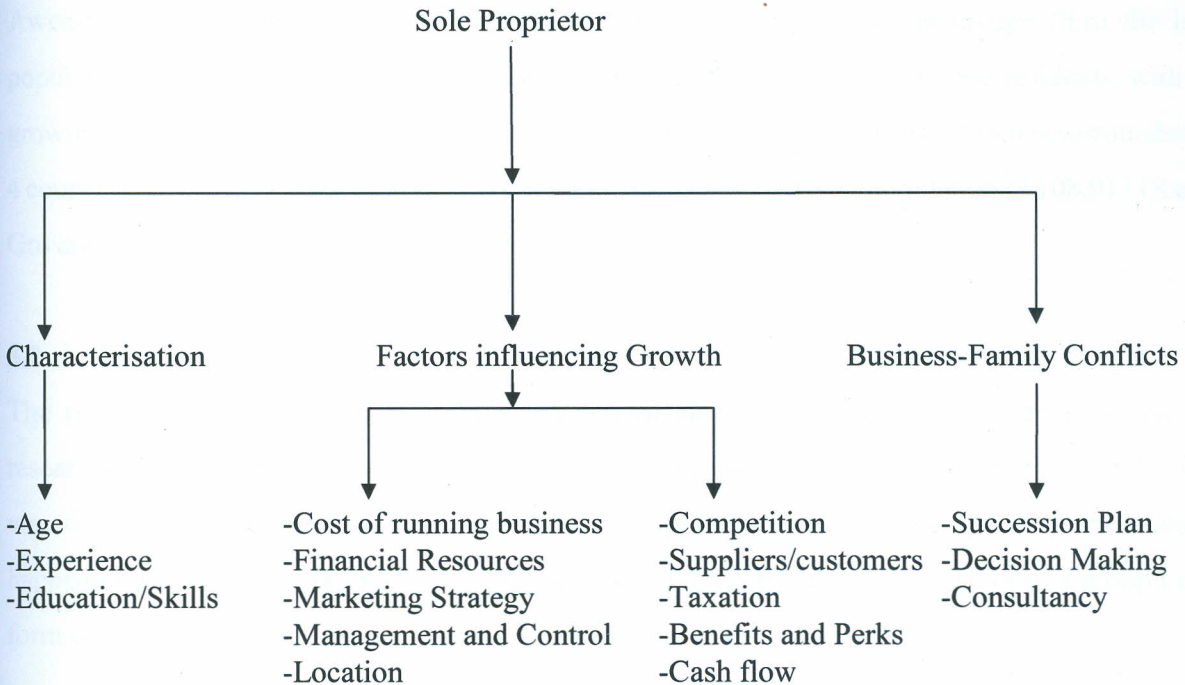 Sole Proprietor
Characterisation
Factors influencing Growth
Business-Family Conflicts
-Age
-Experience
-Education/Skills
-Cost of running business
-Financial Resources
-Marketing Strategy
-Management and Control
-Location
-Competition
-Suppliers/customers
-Taxation
-Benefits and Perks
-Cash flow
-Succession Plan
-Decision Making
-Consultancy